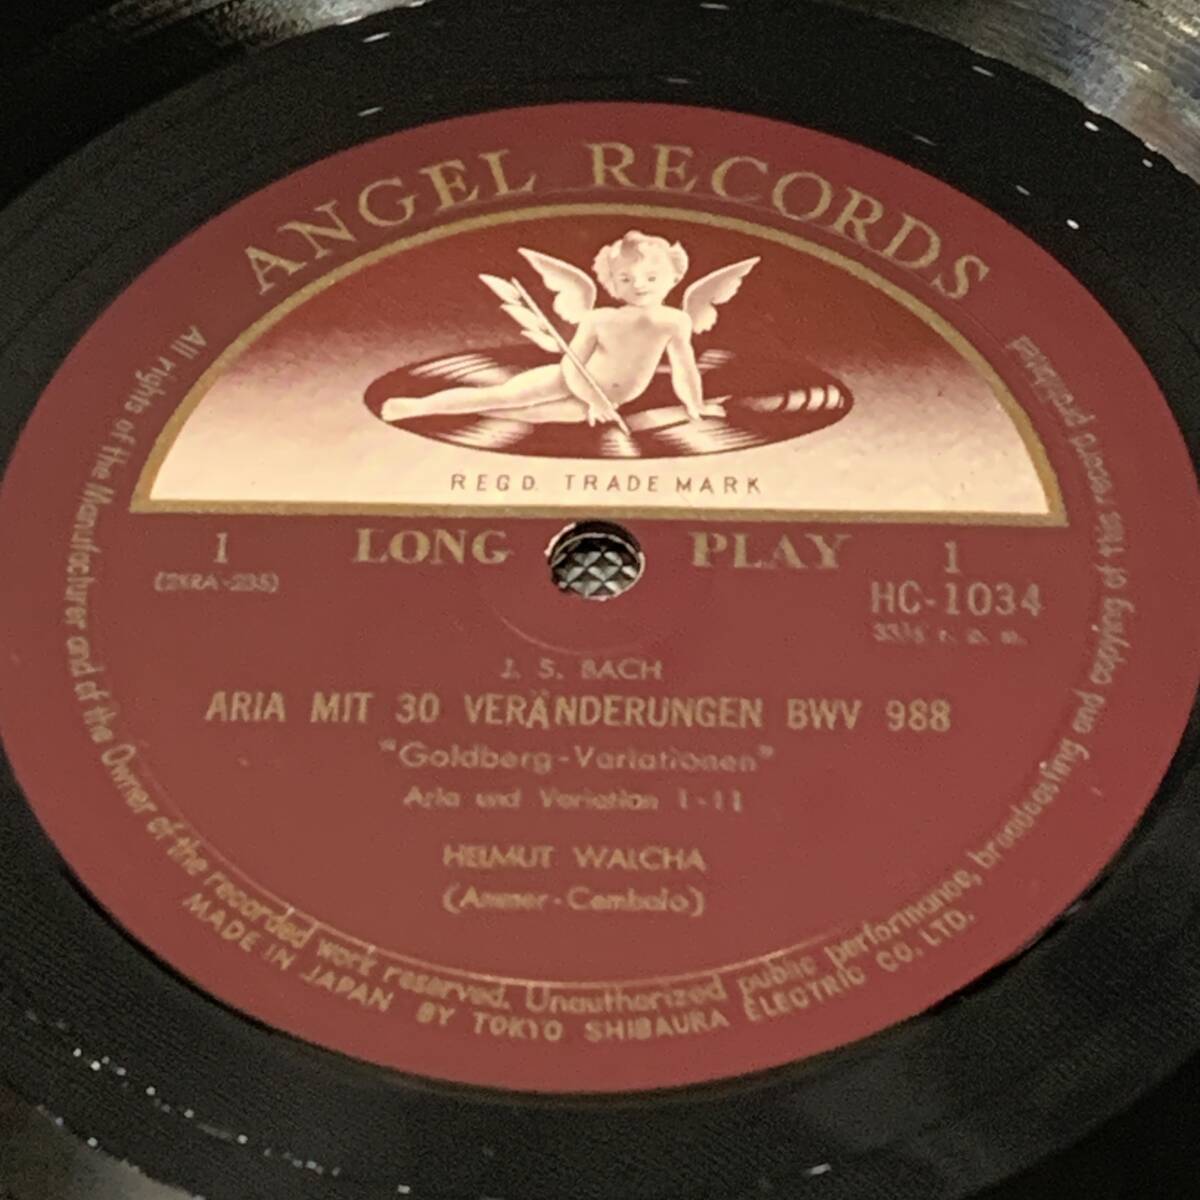 ANGEL RECORDS
REGD. TRADE MARK
LONG PLAY
1
(2XRA-235)
1
HC-1034
33⅓ r. p. m.
J. S. BACH
ARIA MIT 30 VERÄNDERUNGEN BWV 988
"Goldberg-Variationen"
Aria und Variation 1-11
HELMUT WALCHA
(Ammer-Cembalo)
All rights of the Manufacturer and of the Owner of the recorded work reserved. Unauthorized public performance, broadcasting and copying of this record prohibited
MADE IN JAPAN BY TOKYO SHIBAURA ELECTRIC CO. LTD.